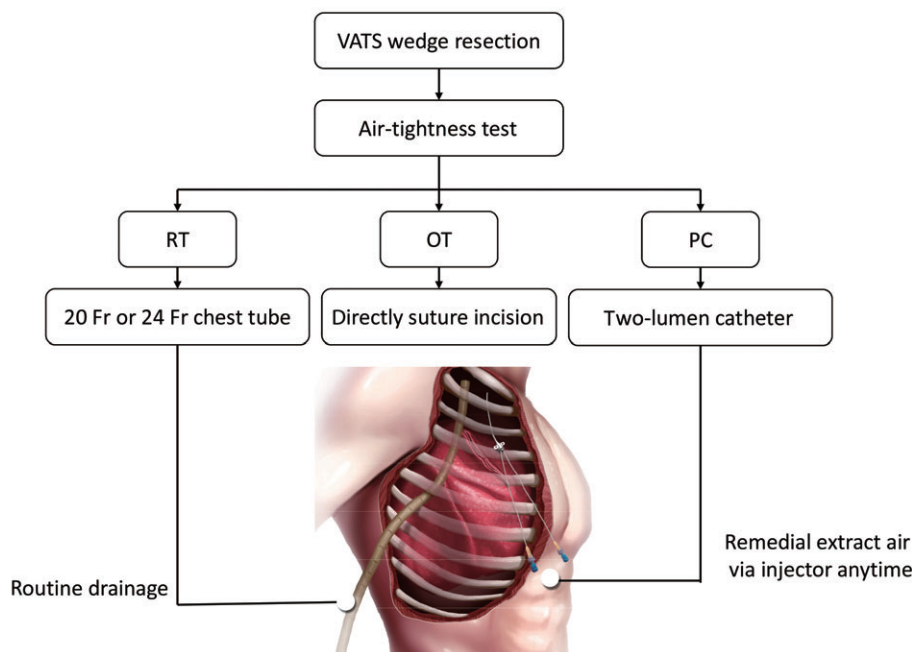 VATS wedge resection
Air-tightness test
RT
OT
PC
20 Fr or 24 Fr chest tube
Directly suture incision
Two-lumen catheter
Remedial extract air
via injector anytime
Routine drainage